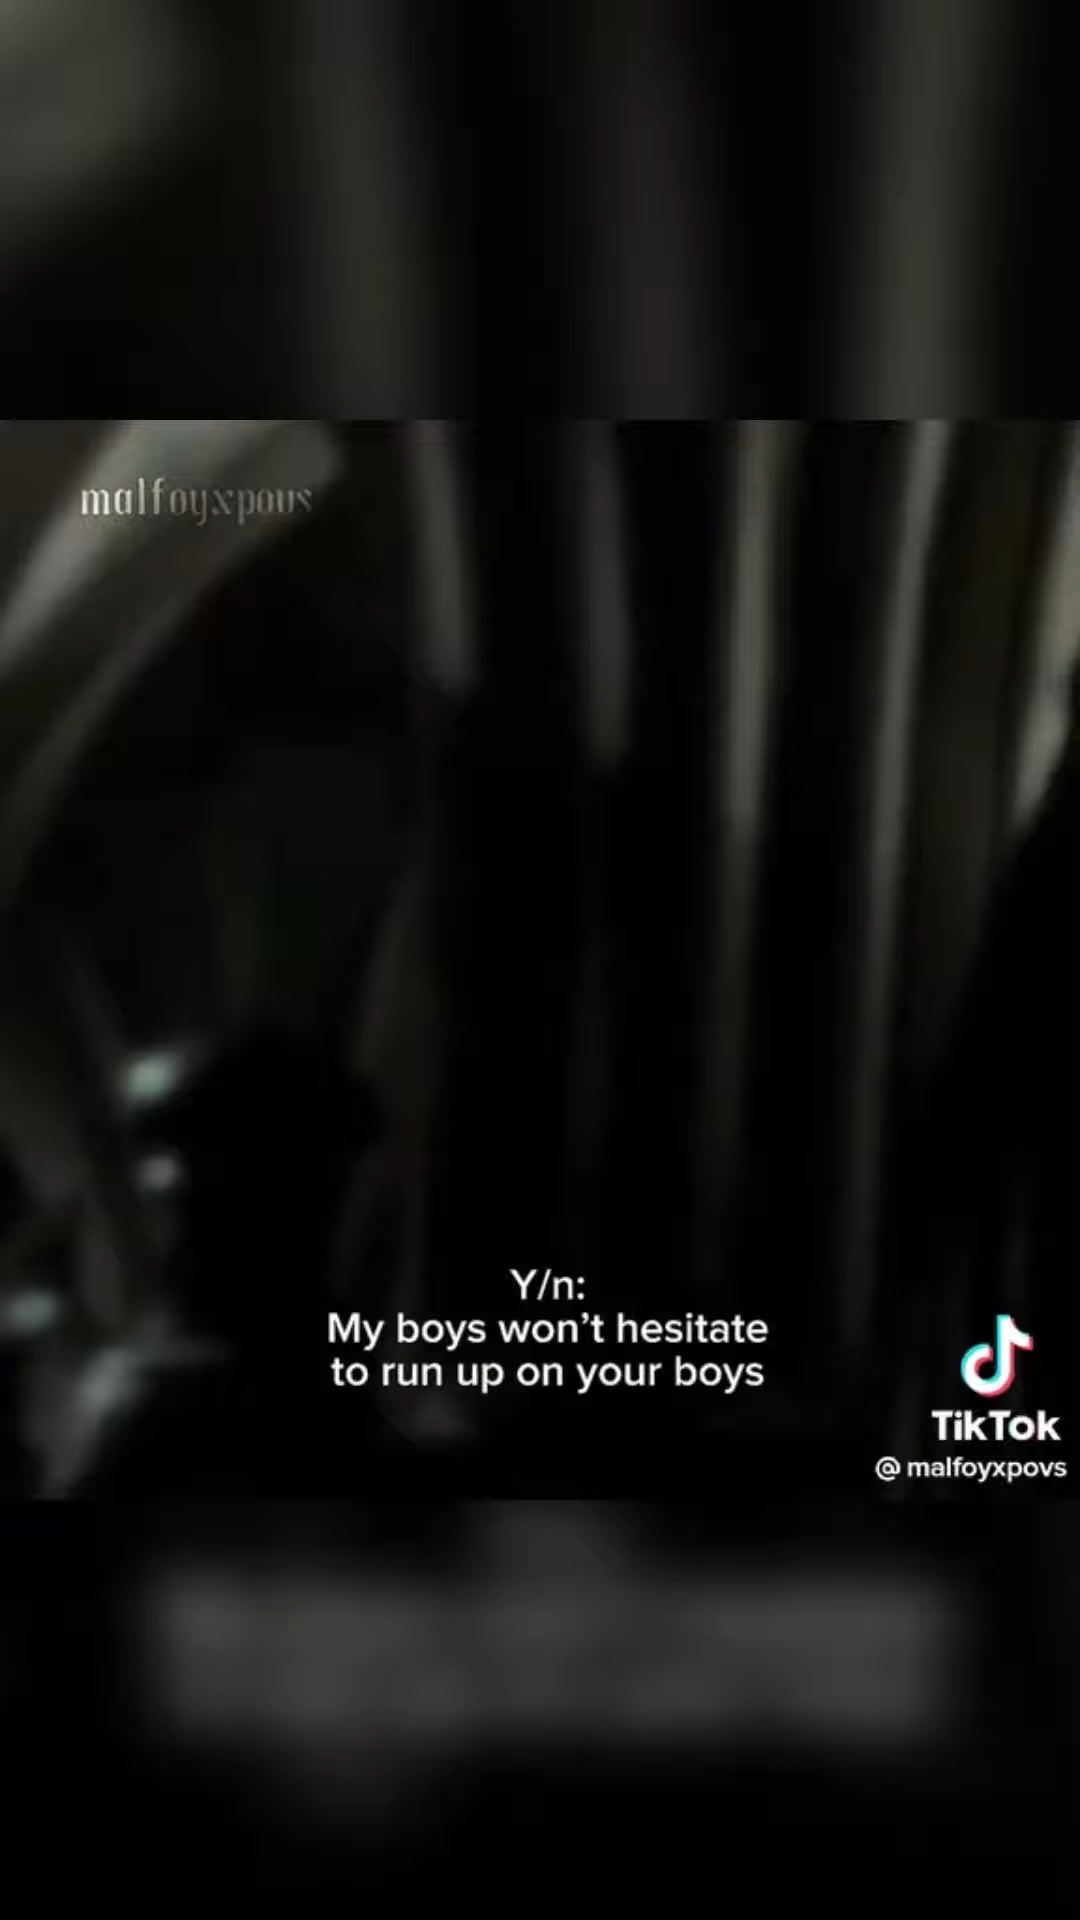 malfoyxpovs
Y/n:
My boys won't hesitate
to run up on your boys
TikTok
@malfoyxpovs